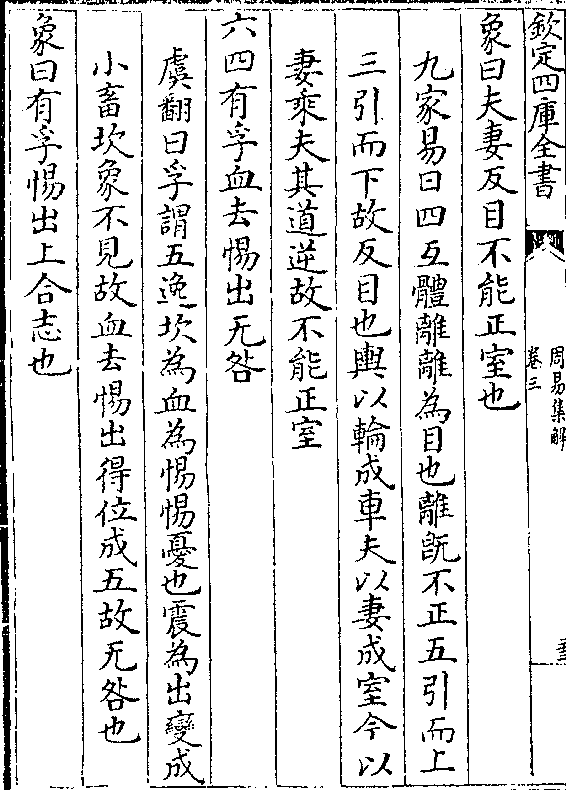 欽定四庫全書
周易集解
卷三
象曰夫妻反目不能正室也
九家易曰四互體離離為目也離既不正五引而上
三引而下故反目也輿以輪成車夫以妻成室今以
妻乘夫其道逆故不能正室
六四有孚血去惕出无咎
虞翻曰孚謂五逸坎為血為惕惕憂也震為出變成
小畜坎象不見故血去惕出得位成五故无咎也
象曰有孚惕出上合志也